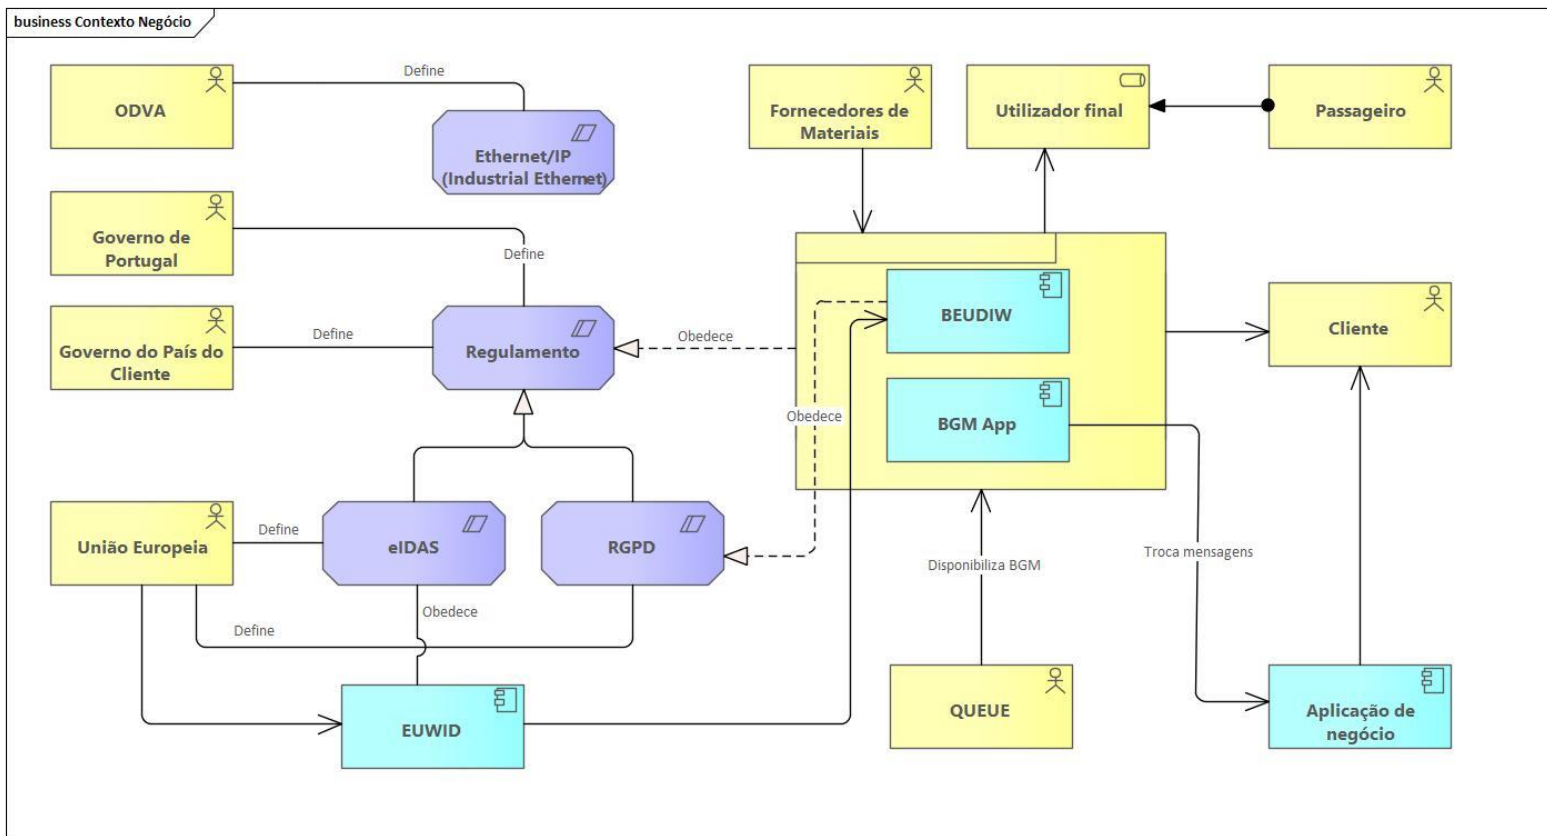 business Contexto Negócio
ODVA
Define
Ethernet/IP
(Industrial Ethernet)
Fornecedores de
Materiais
Utilizador final
Passageiro
Governo de
Portugal
Define
Governo do País do
Cliente
Define
Regulamento
Obedece
BEUDIW
Cliente
Obedece
BGM App
União Europeia
Define
eIDAS
RGPD
Disponibiliza BGM
Troca mensagens
Obedece
Define
EUWID
QUEUE
Aplicação de
negócio